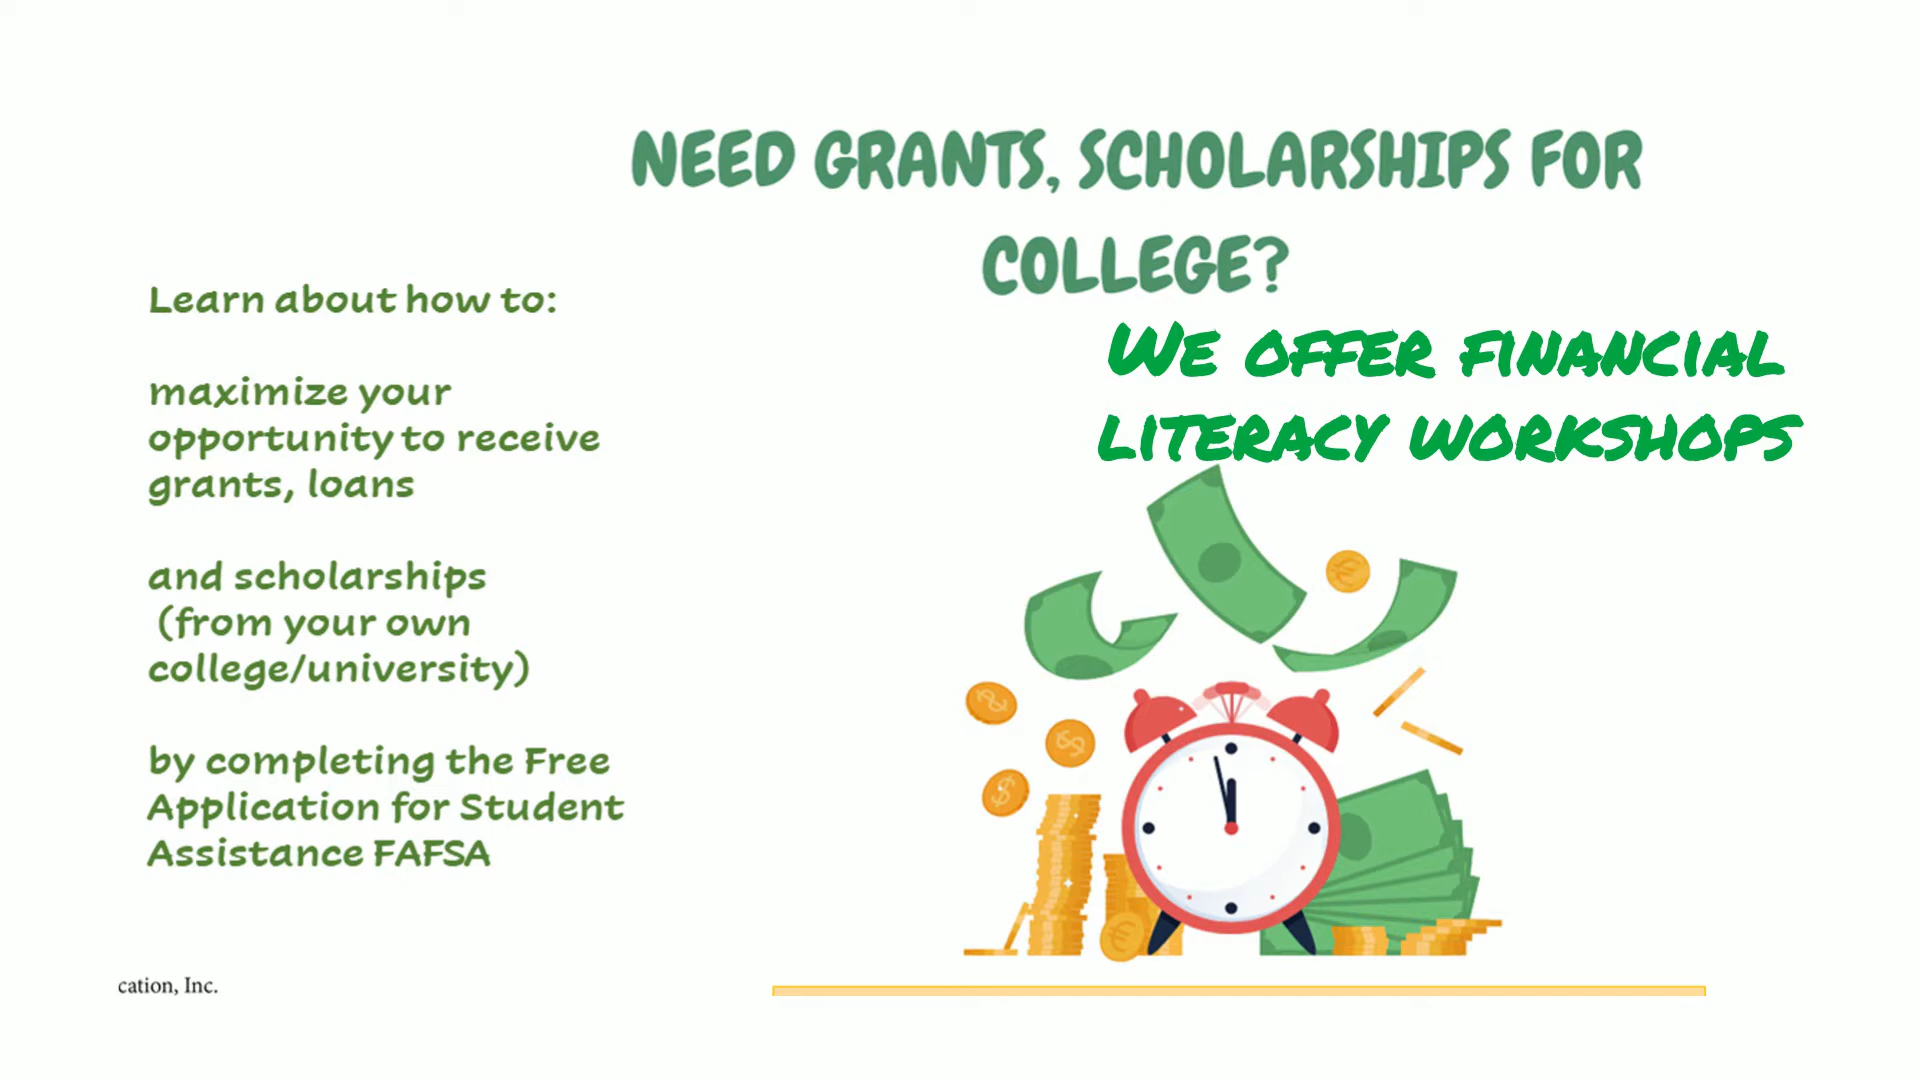 NEED GRANTS, SCHOLARSHIPS FOR
COLLEGE?
We offer financial
literacy workshops
Learn about how to:
maximize your
opportunity to receive
grants, loans
and scholarships
(from your own
college/university)
by completing the Free
Application for Student
Assistance FAFSA
cation, Inc.